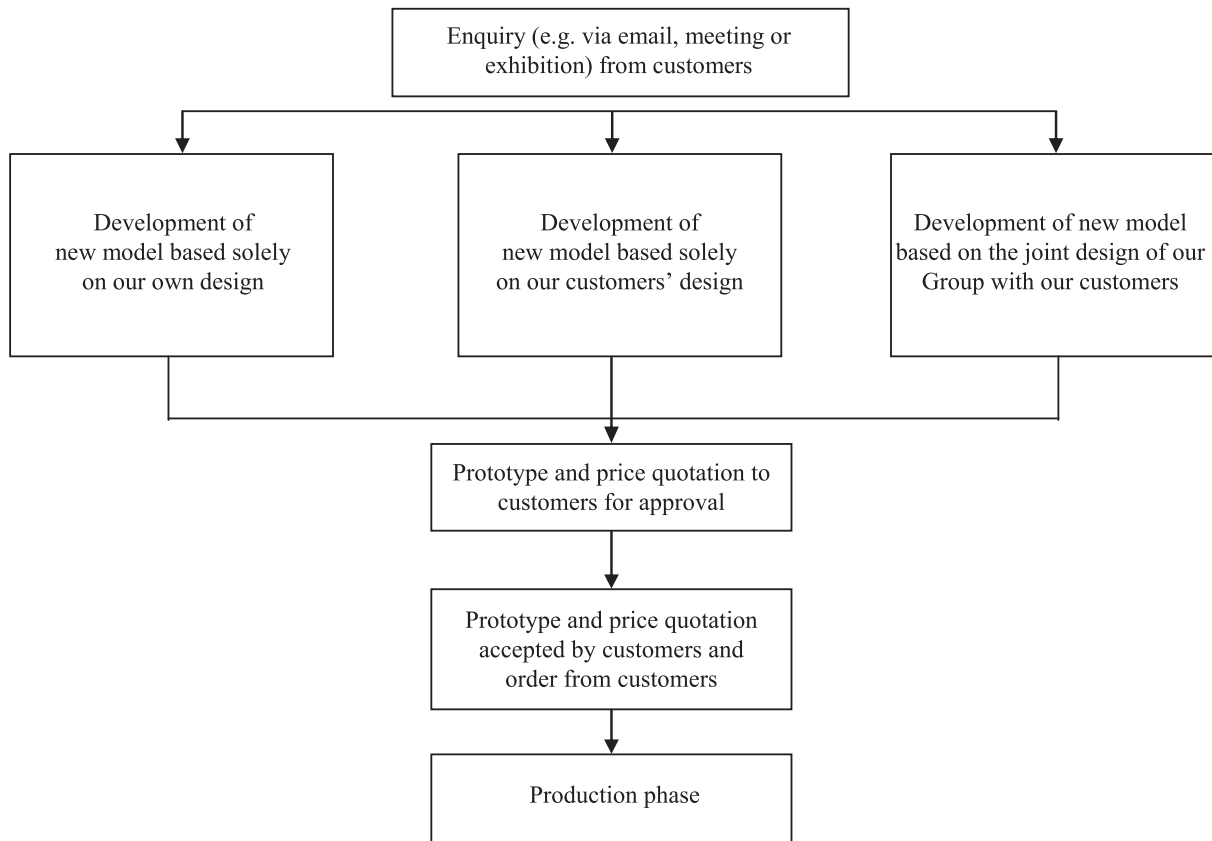 Enquiry (e.g. via email, meeting or
exhibition) from customers
Development of
new model based solely
on our own design
Development of
new model based solely
on our customers’ design
Development of new model
based on the joint design of our
Group with our customers
Prototype and price quotation to
customers for approval
Prototype and price quotation
accepted by customers and
order from customers
Production phase